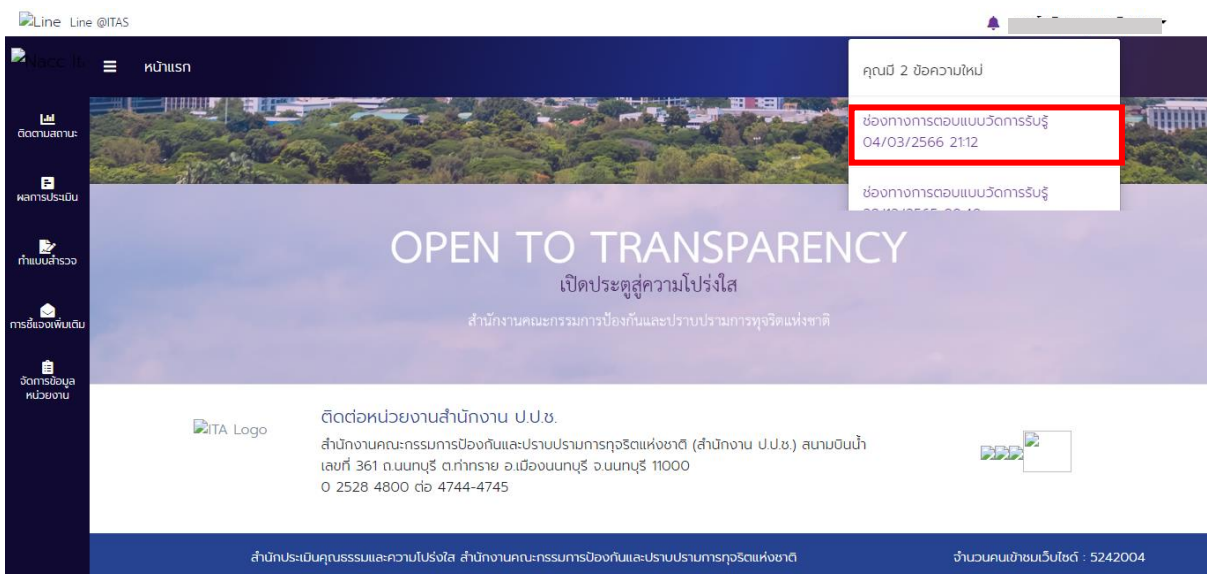 Line Line @ITAS
หน้าแรก
คุณมี 2 ข้อความใหม่
ช่องทางการตอบแบบวัดการรับรู้
04/03/2566 21:12
ช่องทางการตอบแบบวัดการรับรู้
ติดตามสถานะ
ผลการประเมิน
ทำแบบสำรวจ
การชี้แจงเพิ่มเติม
จัดการข้อมูล
หน่วยงาน
OPEN TO TRANSPARENCY
เปิดประตูสู่ความโปร่งใส
สำนักงานคณะกรรมการป้องกันและปราบปรามการทุจริตแห่งชาติ
ITA Logo
ติดต่อหน่วยงานสำนักงาน ป.ป.ช.
สำนักงานคณะกรรมการป้องกันและปราบปรามการทุจริตแห่งชาติ (สำนักงาน ป.ป.ช.) สนามบินน้ำ
เลขที่ 361 ถ.นนทบุรี ต.ท่าทราย อ.เมืองนนทบุรี จ.นนทบุรี 11000
0 2528 4800 ต่อ 4744-4745
สำนักประเมินคุณธรรมและความโปร่งใส สำนักงานคณะกรรมการป้องกันและปราบปรามการทุจริตแห่งชาติ
จำนวนคนเข้าชมเว็บไซต์ : 5242004